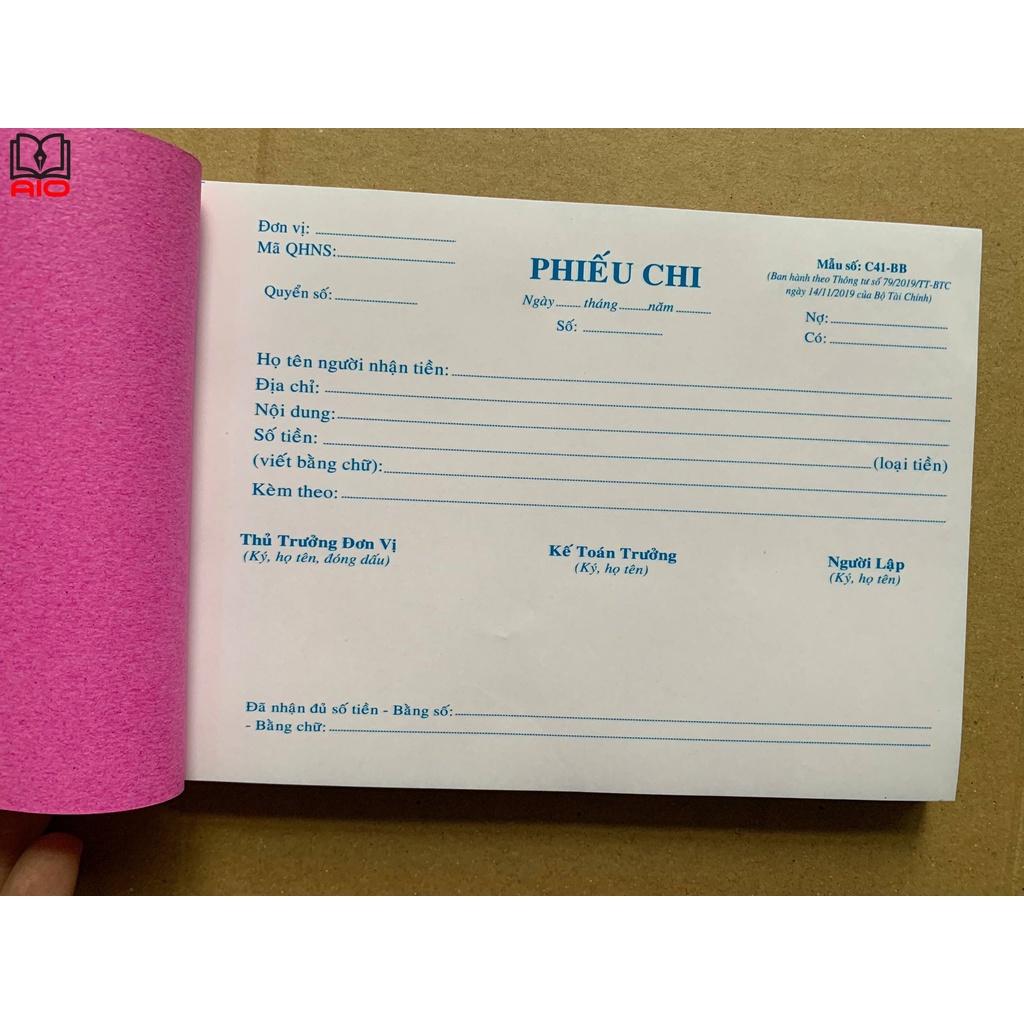 AIO
Đơn vị:
Mã QHNS:
Quyển số:
PHIẾU CHI
Ngày ........ tháng .........năm ...........
Số:
Mẫu số: C41-BB
(Ban hành theo Thông tư số 79/2019/TT-BTC
ngày 14/11/2019 của Bộ Tài Chính)
Nợ:
Có:
Họ tên người nhận tiền:
Địa chỉ:
Nội dung:
Số tiền: (loại tiền)
(viết bằng chữ):
Kèm theo:
Thủ Trưởng Đơn Vị
(Ký, họ tên, đóng dấu)
Kế Toán Trưởng
(Ký, họ tên)
Người Lập
(Ký, họ tên)
Đã nhận đủ số tiền - Bằng số:
- Bằng chữ: